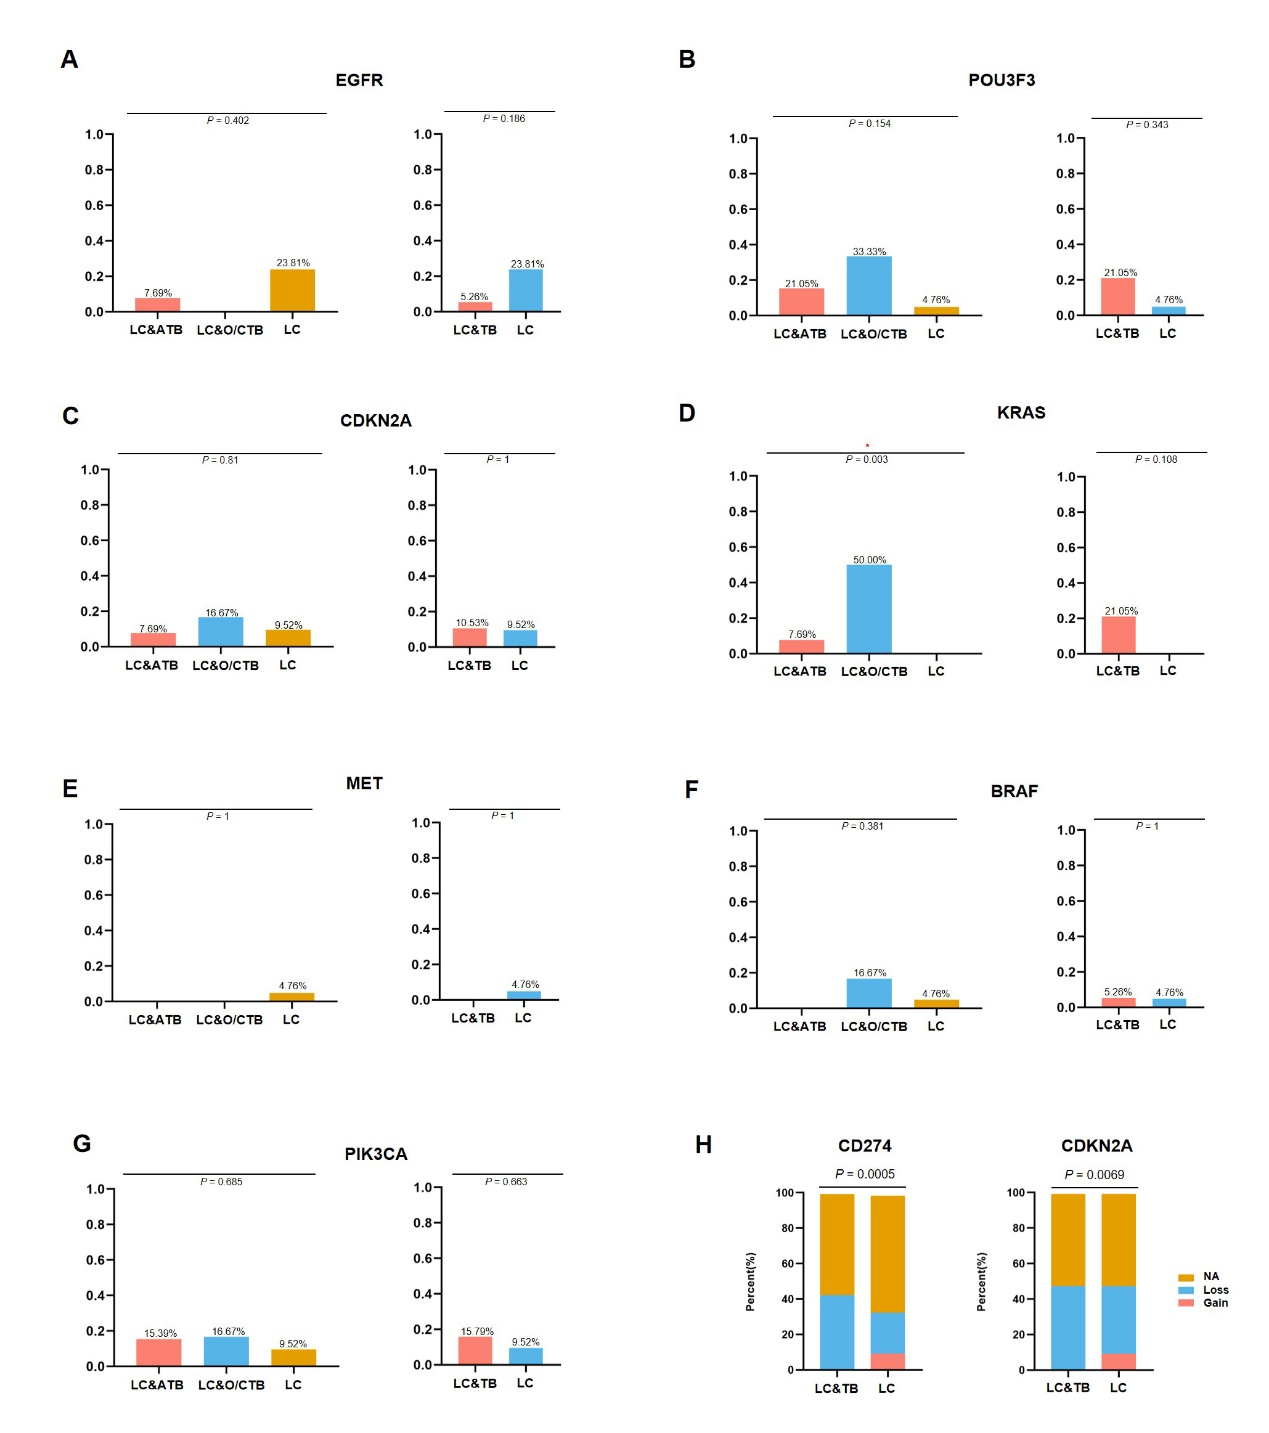 A
EGFR
P = 0.402
1.0
0.8
0.6
0.4
0.2
0.0
7.69%
23.81%
LC&ATB LC&O/CTB LC
P = 0.186
1.0
0.8
0.6
0.4
0.2
0.0
5.26%
23.81%
LC&TB LC
B
POU3F3
P = 0.154
1.0
0.8
0.6
0.4
0.2
0.0
21.05%
33.33%
4.76%
LC&ATB LC&O/CTB LC
P = 0.343
1.0
0.8
0.6
0.4
0.2
0.0
21.05%
4.76%
LC&TB LC
C
CDKN2A
P = 0.81
1.0
0.8
0.6
0.4
0.2
0.0
7.69%
16.67%
9.52%
LC&ATB LC&O/CTB LC
P = 1
1.0
0.8
0.6
0.4
0.2
0.0
10.53%
9.52%
LC&TB LC
D
KRAS
*
P = 0.003
1.0
0.8
0.6
0.4
0.2
0.0
7.69%
50.00%
LC&ATB LC&O/CTB LC
P = 0.108
1.0
0.8
0.6
0.4
0.2
0.0
21.05%
LC&TB LC
E
MET
P = 1
1.0
0.8
0.6
0.4
0.2
0.0
4.76%
LC&ATB LC&O/CTB LC
P = 1
1.0
0.8
0.6
0.4
0.2
0.0
4.76%
LC&TB LC
F
BRAF
P = 0.381
1.0
0.8
0.6
0.4
0.2
0.0
16.67%
4.76%
LC&ATB LC&O/CTB LC
P = 1
1.0
0.8
0.6
0.4
0.2
0.0
5.26%
4.76%
LC&TB LC
G
PIK3CA
P = 0.685
1.0
0.8
0.6
0.4
0.2
0.0
15.39%
16.67%
9.52%
LC&ATB LC&O/CTB LC
P = 0.663
1.0
0.8
0.6
0.4
0.2
0.0
15.79%
9.52%
LC&TB LC
H
CD274
P = 0.0005
Percent(%)
100
80
60
40
20
0
LC&TB LC
CDKN2A
P = 0.0069
Percent(%)
100
80
60
40
20
0
LC&TB LC
NA
Loss
Gain